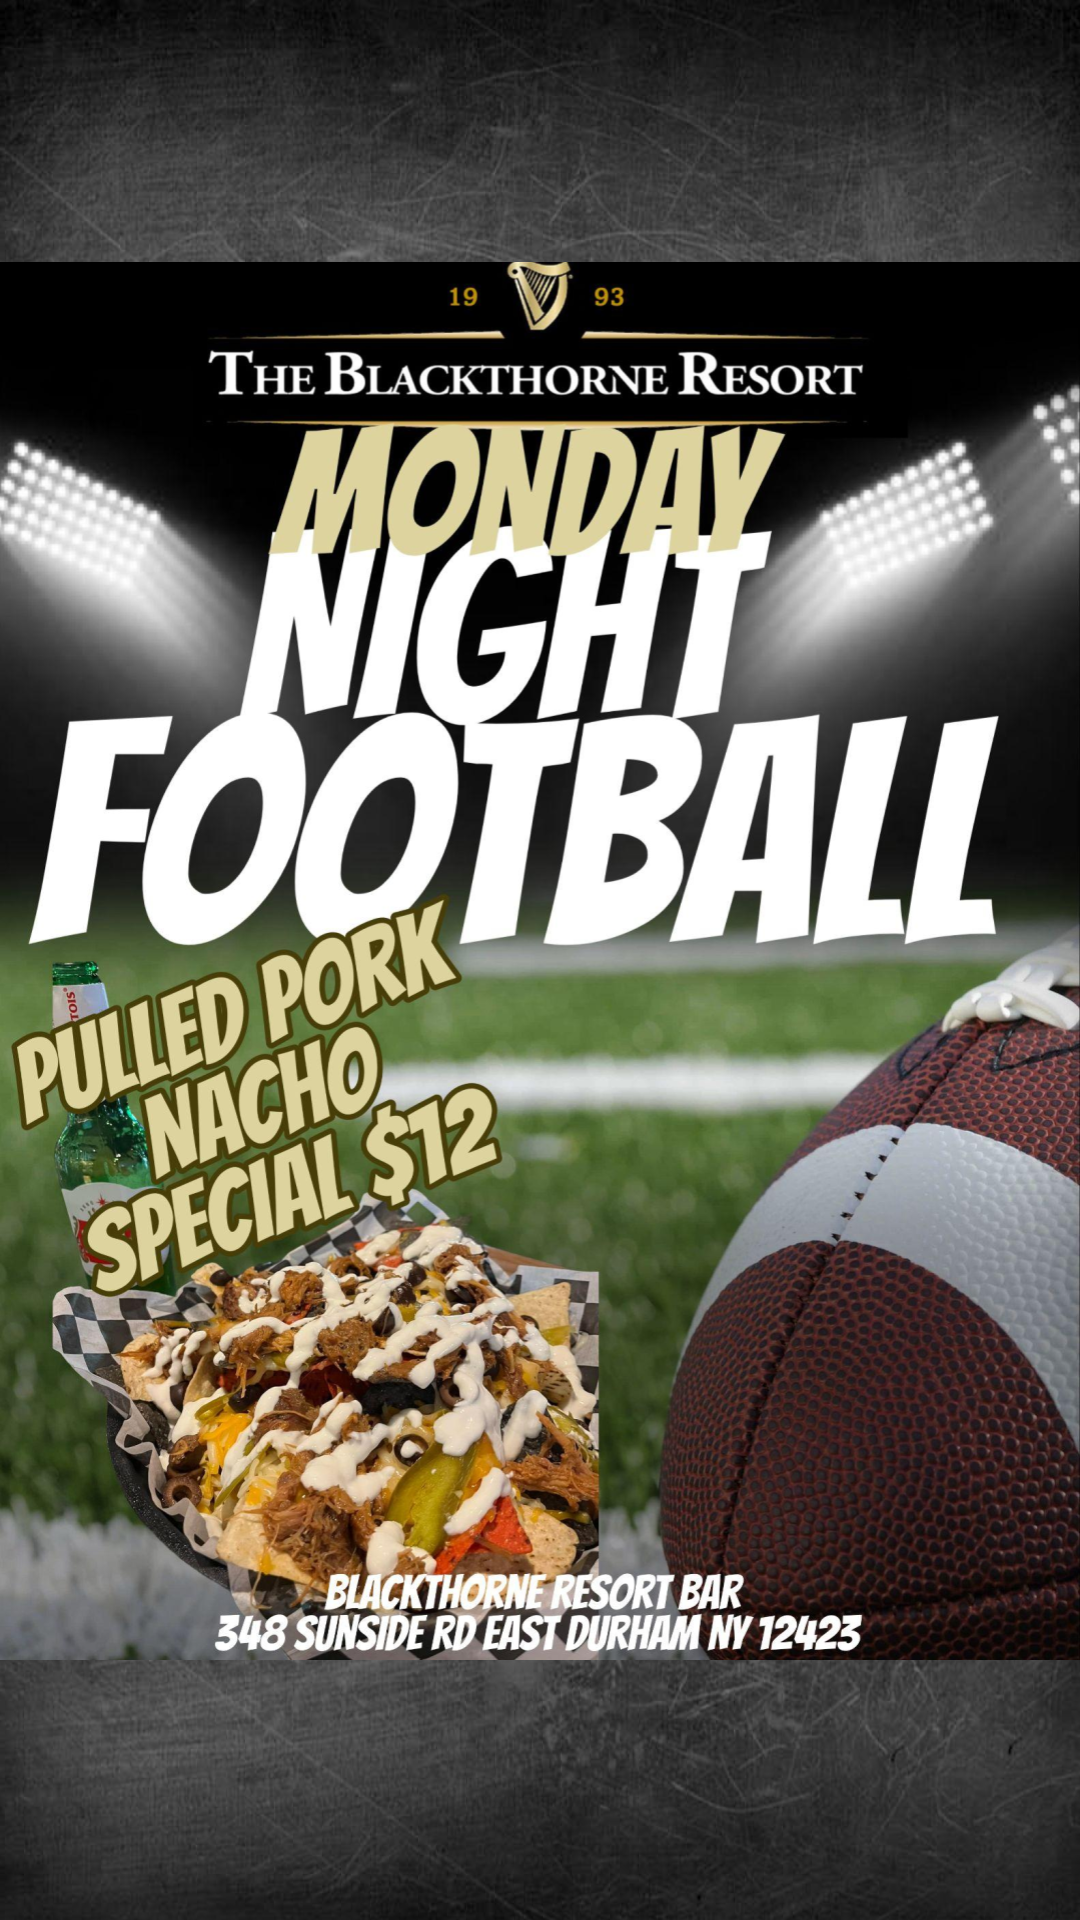 19 93
THE BLACKTHORNE RESORT
MONDAY
NIGHT
FOOTBALL
TOIS
PULLED PORK
NACHO
SPECIAL $12
BLACKTHORNE RESORT BAR
348 SUNSIDE RD EAST DURHAM NY 12423